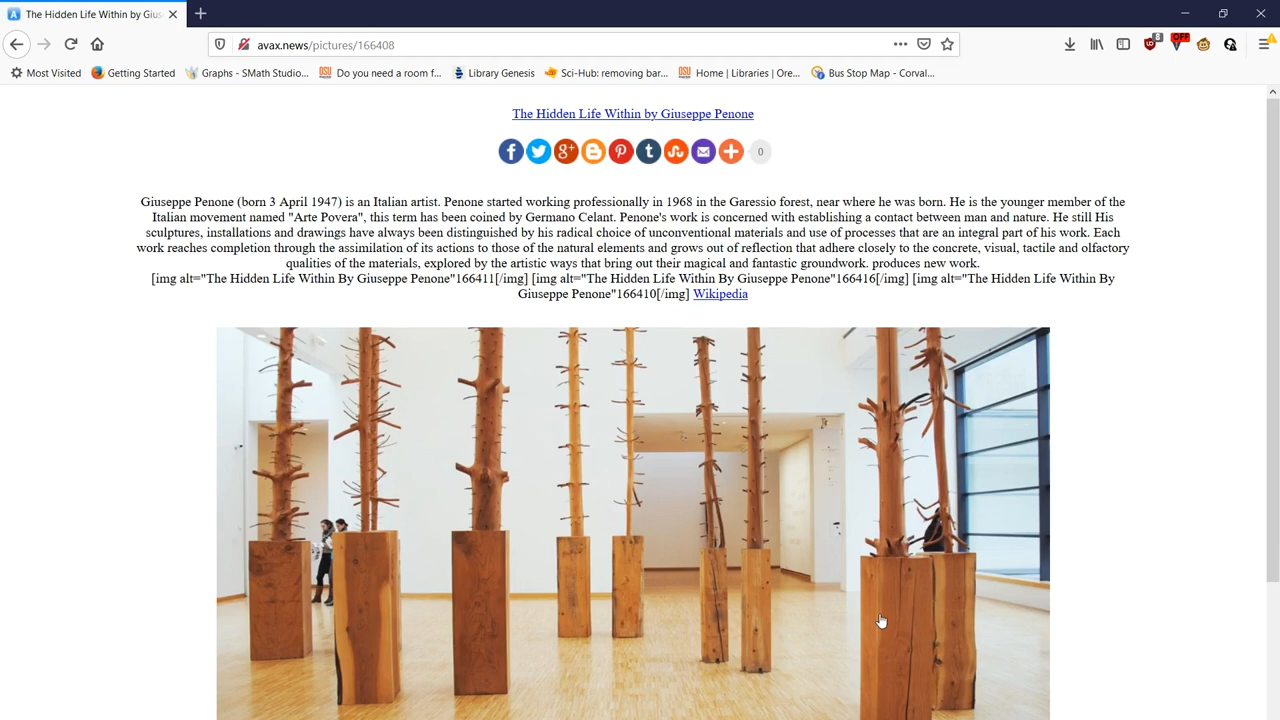 The Hidden Life Within by Gius
avax.news/pictures/166408
8
OFF
Most Visited
Getting Started
Graphs - SMath Studio...
Do you need a room f...
Library Genesis
Sci-Hub: removing bar...
Home | Libraries | Ore...
Bus Stop Map - Corval...
The Hidden Life Within by Giuseppe Penone
0
Giuseppe Penone (born 3 April 1947) is an Italian artist. Penone started working professionally in 1968 in the Garessio forest, near where he was born. He is the younger member of the
Italian movement named "Arte Povera", this term has been coined by Germano Celant. Penone's work is concerned with establishing a contact between man and nature. He still His
sculptures, installations and drawings have always been distinguished by his radical choice of unconventional materials and use of processes that are an integral part of his work. Each
work reaches completion through the assimilation of its actions to those of the natural elements and grows out of reflection that adhere closely to the concrete, visual, tactile and olfactory
qualities of the materials, explored by the artistic ways that bring out their magical and fantastic groundwork. produces new work.
[img alt="The Hidden Life Within By Giuseppe Penone"166411[/img] [img alt="The Hidden Life Within By Giuseppe Penone"166416[/img] [img alt="The Hidden Life Within By
Giuseppe Penone"166410[/img] Wikipedia